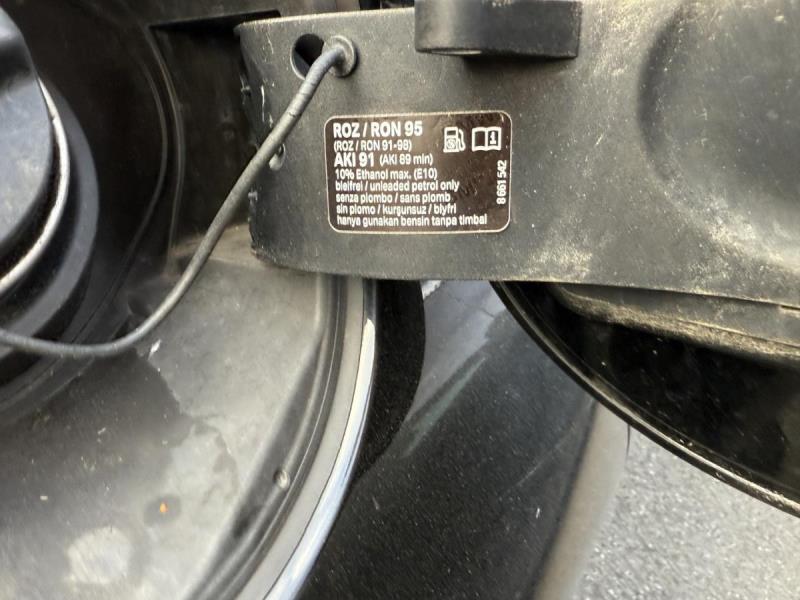 ROZ / RON 95
(ROZ / RON 91-98)
AKI 91 (AKI 89 min)
10% Ethanol max. (E10)
bleifrei / unleaded petrol only
senza piombo / sans plomb
sin plomo / kurşunsuz / blyfri
hanya gunakan bensin tanpa timbal
8 661 542